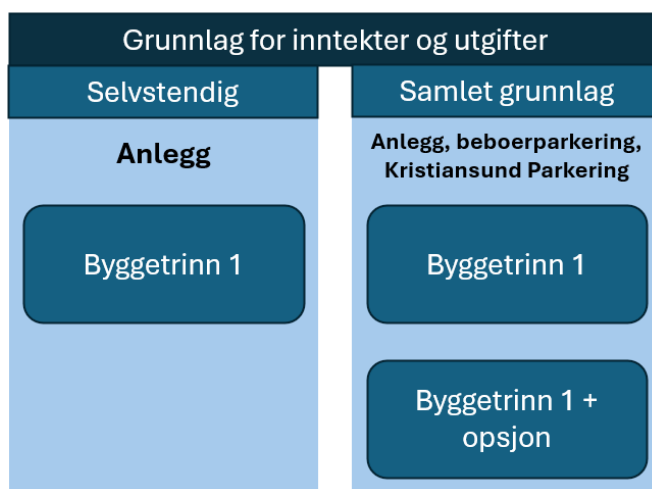 Grunnlag for inntekter og utgifter
Selvstendig
Anlegg
Byggetrinn 1
Samlet grunnlag
Anlegg, beboerparkering,
Kristiansund Parkering
Byggetrinn 1
Byggetrinn 1 +
opsjon